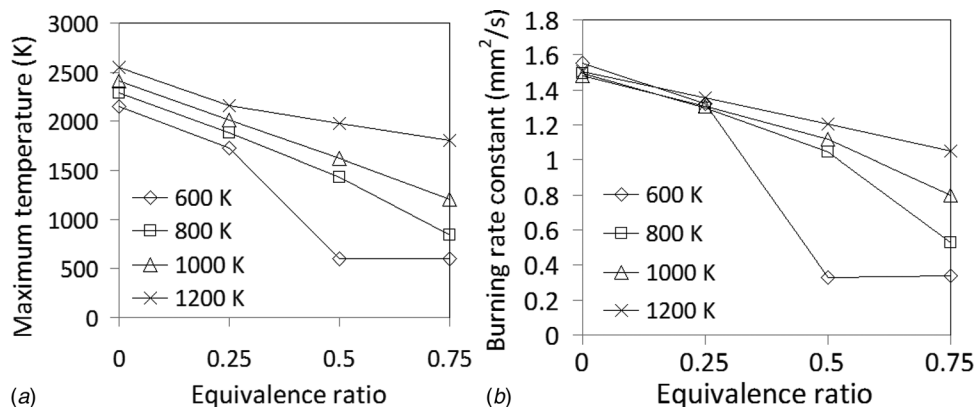 Maximum temperature (K)
3000
2500
2000
1500
1000
500
0
600 K
800 K
1000 K
1200 K
0 0.25 0.5 0.75
Equivalence ratio
(a)
Burning rate constant (mm²/s)
1.8
1.6
1.4
1.2
1
0.8
0.6
0.4
0.2
0
600 K
800 K
1000 K
1200 K
0 0.25 0.5 0.75
Equivalence ratio
(b)